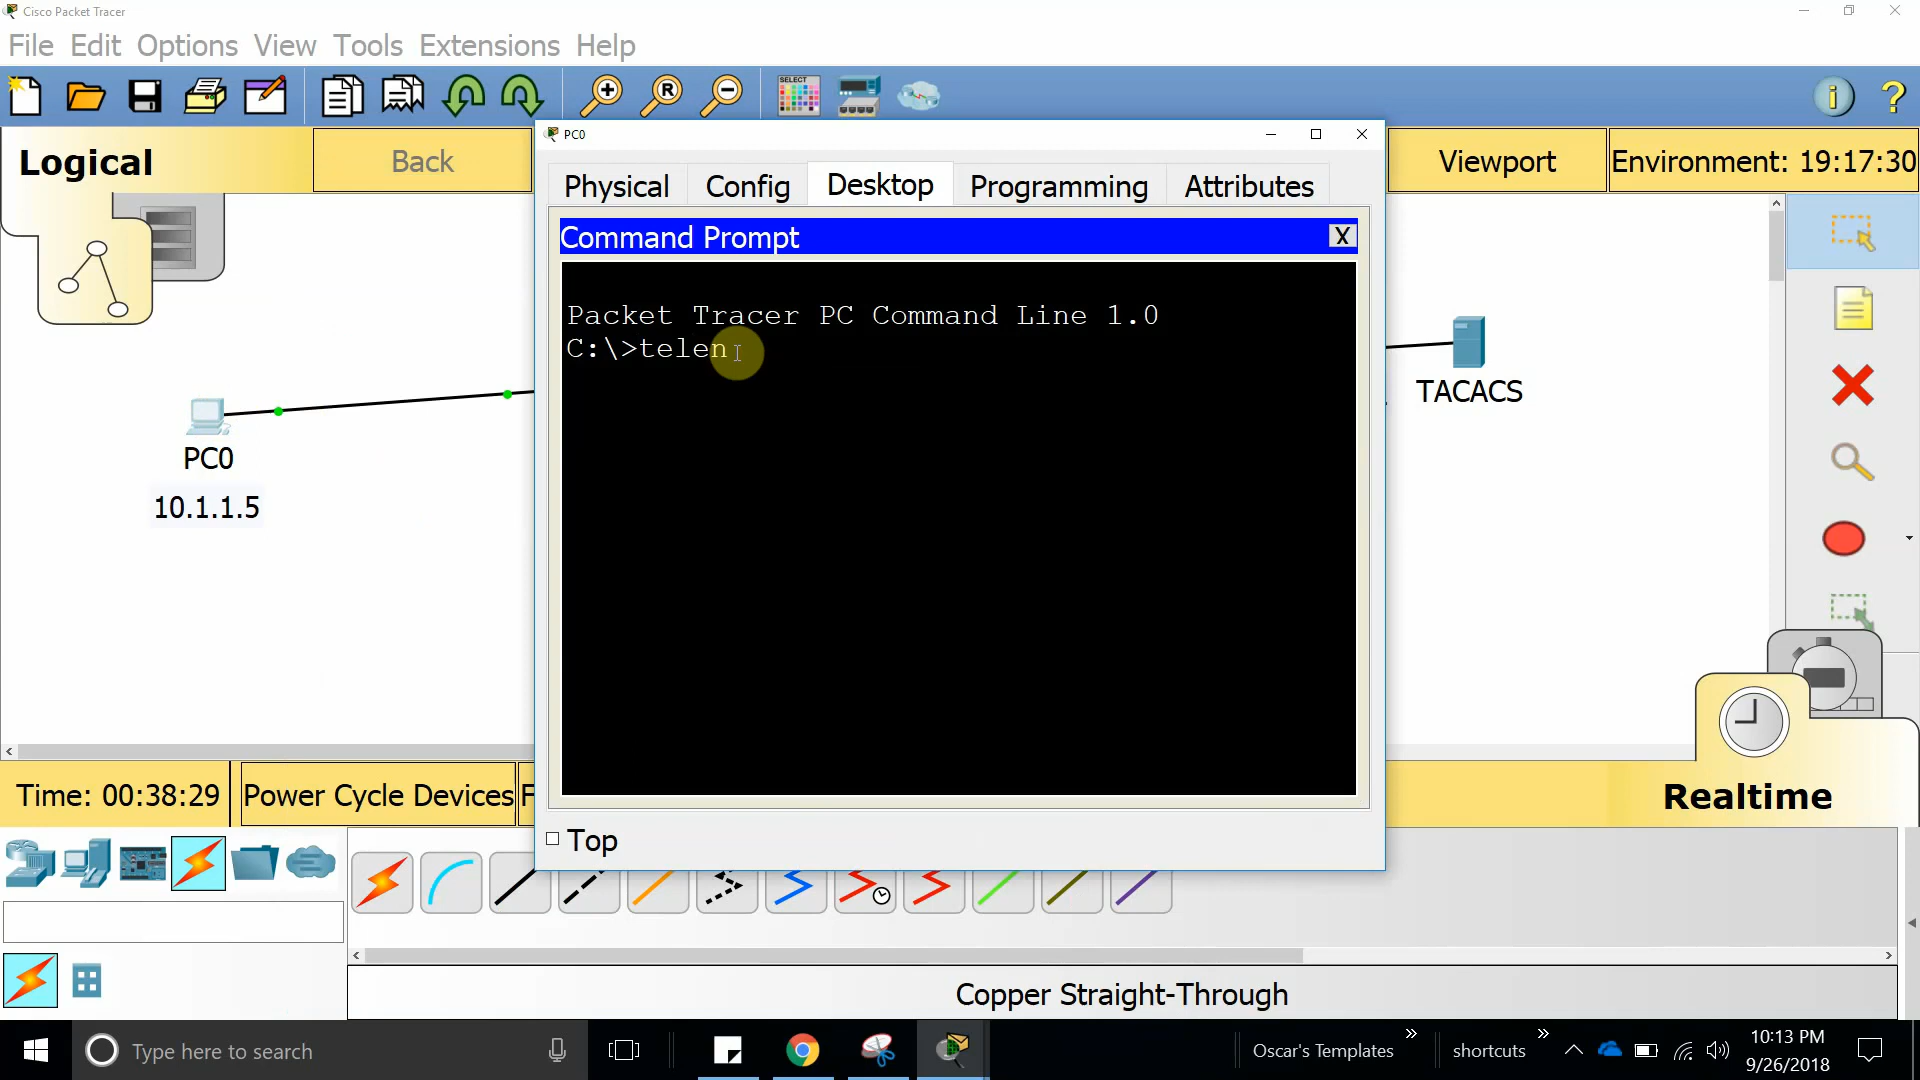 Cisco Packet Tracer
File Edit Options View Tools Extensions Help
SELECT
R
i
?
Logical
Back
Viewport
Environment: 19:17:30
PC0
Physical
Config
Desktop
Programming
Attributes
Command Prompt
X
Packet Tracer PC Command Line 1.0
C:\>telen
PC0
10.1.1.5
TACACS
Time: 00:38:29
Power Cycle Devices
F
Realtime
Top
Copper Straight-Through
Type here to search
Oscar's Templates
»
shortcuts
»
10:13 PM
9/26/2018